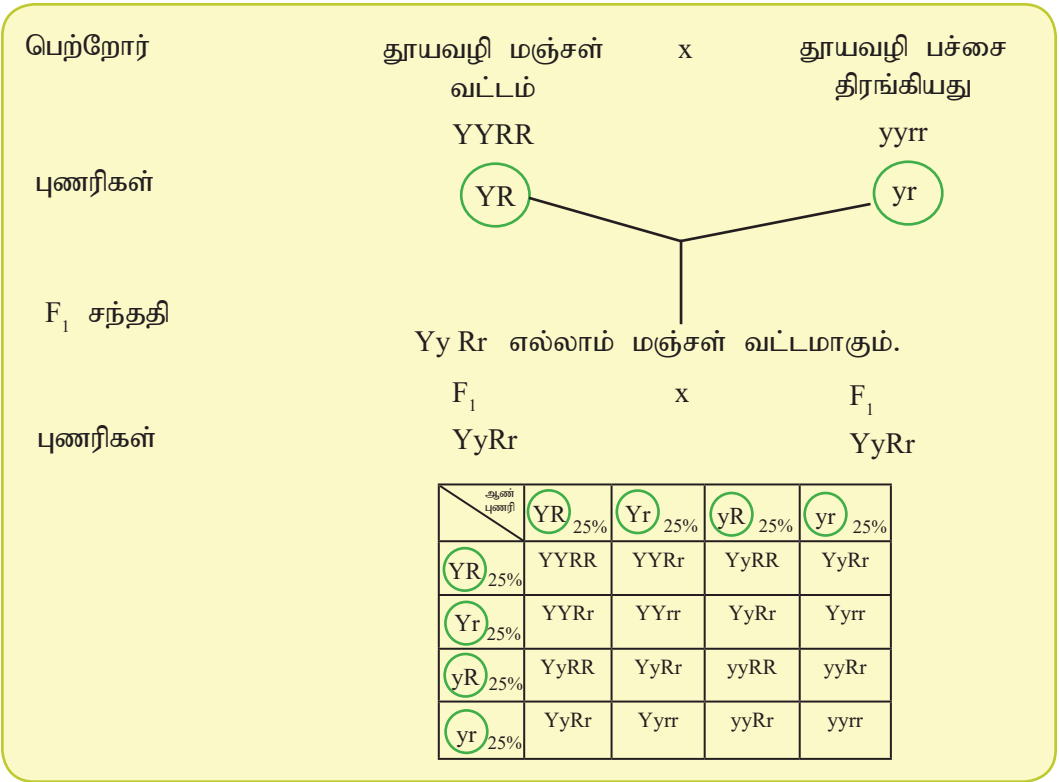 பெற்றோர் தூயவழி மஞ்சள் x தூயவழி பச்சை
வட்டம் திரங்கியது
YYRR yyrr
புணரிகள் YR yr
F₁ சந்ததி
Yy Rr எல்லாம் மஞ்சள் வட்டமாகும்.
F₁ x F₁
புணரிகள் YyRr YyRr
ஆண்
புணரி YR 25% Yr 25% yR 25% yr 25%
YR 25% YYRR YYRr YyRR YyRr
Yr 25% YYRr YYrr YyRr Yyrr
yR 25% YyRR YyRr yyRR yyRr
yr 25% YyRr Yyrr yyRr yyrr